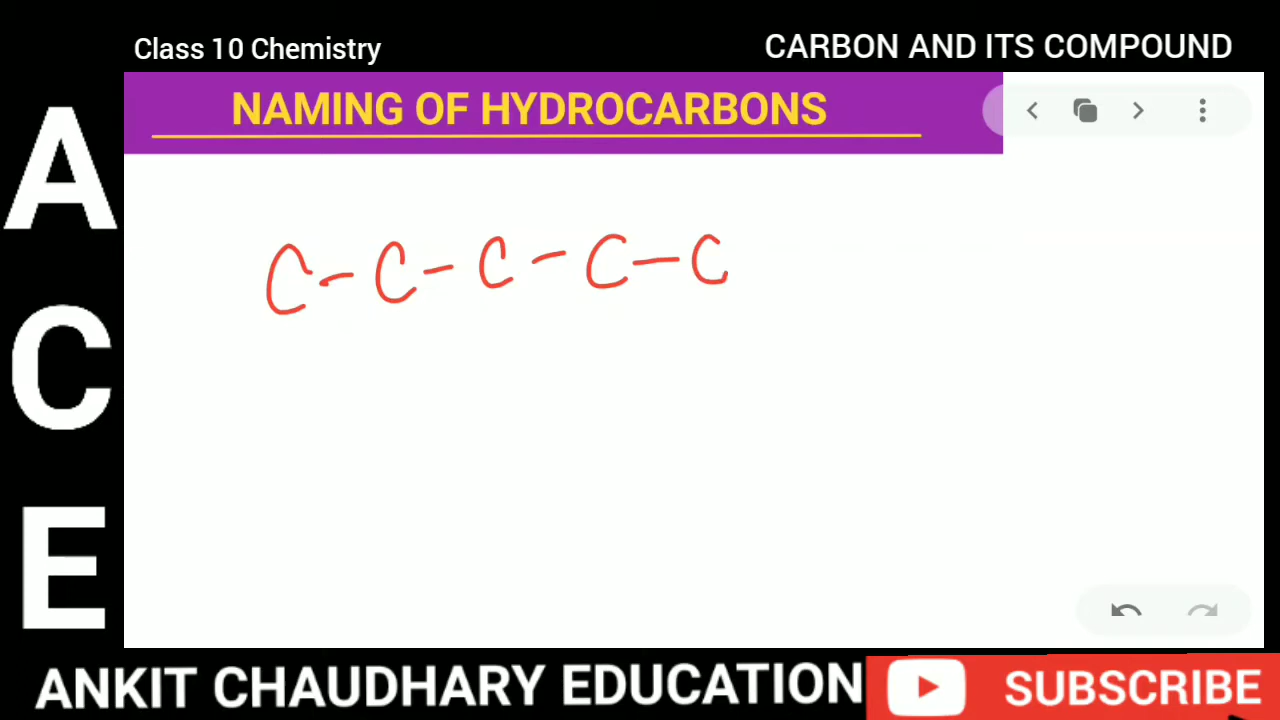 Class 10 Chemistry
CARBON AND ITS COMPOUND
NAMING OF HYDROCARBONS
C - C - C - C - C
A
C
E
ANKIT CHAUDHARY EDUCATION
SUBSCRIBE